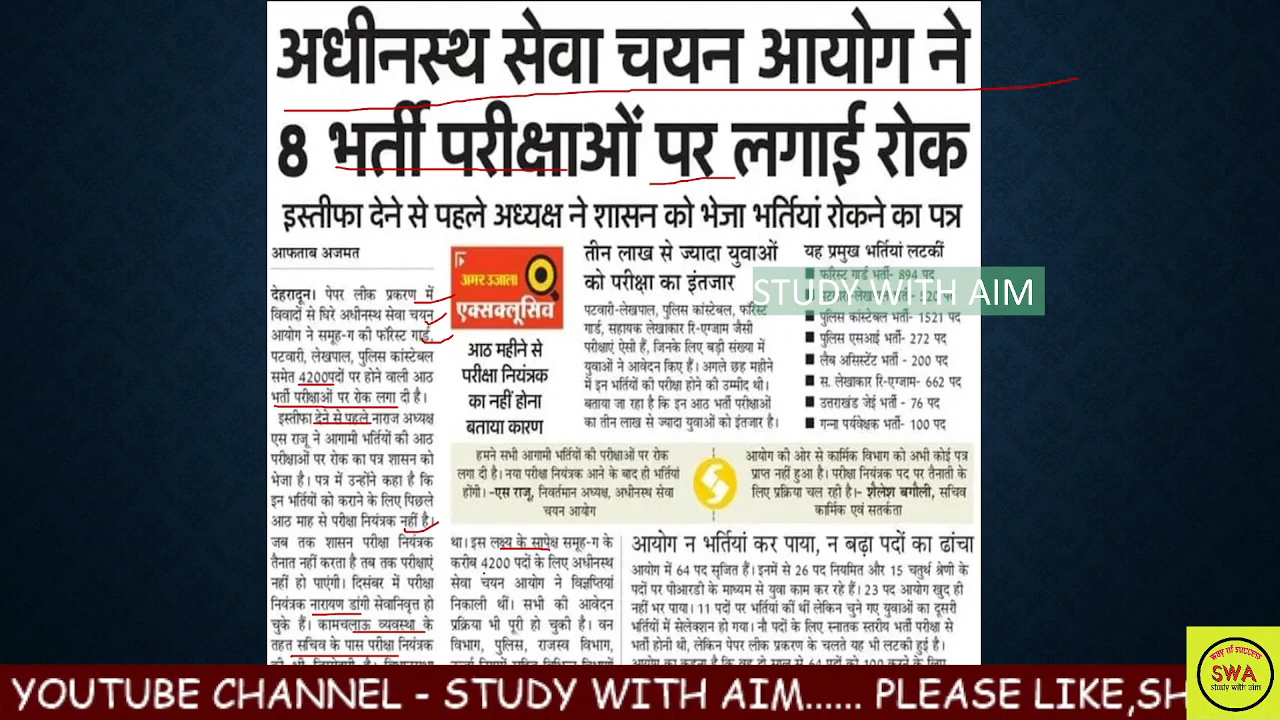 अधीनस्थ सेवा चयन आयोग ने
8 भर्ती परीक्षाओं पर लगाई रोक
इस्तीफा देने से पहले अध्यक्ष ने शासन को भेजा भर्तियां रोकने का पत्र
आफताब अजमत
देहरादून। पेपर लीक प्रकरण में
विवादों से घिरे अधीनस्थ सेवा चयन
आयोग ने समूह-ग की फॉरेस्ट गार्ड,
पटवारी, लेखपाल, पुलिस कांस्टेबल
समेत 4200पदों पर होने वाली आठ
भर्ती परीक्षाओं पर रोक लगा दी है।
इस्तीफा देने से पहले नाराज अध्यक्ष
एस राजू ने आगामी भर्तियों की आठ
परीक्षाओं पर रोक का पत्र शासन को
भेजा है। पत्र में उन्होंने कहा है कि
इन भर्तियों को कराने के लिए पिछले
आठ माह से परीक्षा नियंत्रक नहीं है।
जब तक शासन परीक्षा नियंत्रक
तैनात नहीं करता है तब तक परीक्षाएं
नहीं हो पाएंगी। दिसंबर में परीक्षा
नियंत्रक नारायण डांगी सेवानिवृत्त हो
चुके हैं। कामचलाऊ व्यवस्था के
तहत सचिव के पास परीक्षा नियंत्रक
अमर उजाला
एक्सक्लूसिव
आठ महीने से
परीक्षा नियंत्रक
का नहीं होना
बताया कारण
तीन लाख से ज्यादा युवाओं
को परीक्षा का इंतजार
पटवारी-लेखपाल, पुलिस कांस्टेबल, फॉरेस्ट
गार्ड, सहायक लेखाकार रि-एग्जाम जैसी
परीक्षाएं ऐसी हैं, जिनके लिए बड़ी संख्या में
युवाओं ने आवेदन किए हैं। अगले छह महीने
में इन भर्तियों की परीक्षा होने की उम्मीद थी।
बताया जा रहा है कि इन आठ भर्ती परीक्षाओं
का तीन लाख से ज्यादा युवाओं को इंतजार है।
यह प्रमुख भर्तियां लटकीं
फॉरेस्ट गार्ड भर्ती- 894 पद
STUDY WITH AIM
पुलिस कांस्टेबल भर्ती- 1521 पद
पुलिस एसआई भर्ती- 272 पद
लैब असिस्टेंट भर्ती - 200 पद
स. लेखाकार रि-एग्जाम- 662 पद
उत्तराखंड जेई भर्ती - 76 पद
गन्ना पर्यवेक्षक भर्ती- 100 पद
हमने सभी आगामी भर्तियों की परीक्षाओं पर रोक
लगा दी है। नया परीक्षा नियंत्रक आने के बाद ही भर्तियां
होंगी। -एस राजू, निवर्तमान अध्यक्ष, अधीनस्थ सेवा
चयन आयोग
आयोग की ओर से कार्मिक विभाग को अभी कोई पत्र
प्राप्त नहीं हुआ है। परीक्षा नियंत्रक पद पर तैनाती के
लिए प्रक्रिया चल रही है।- शैलेश बगौली, सचिव
कार्मिक एवं सतर्कता
था। इस लक्ष्य के सापेक्ष समूह-ग के
करीब 4200 पदों के लिए अधीनस्थ
सेवा चयन आयोग ने विज्ञप्तियां
निकाली थीं। सभी की आवेदन
प्रक्रिया भी पूरी हो चुकी है। वन
विभाग, पुलिस, राजस्व विभाग,
आयोग न भर्तियां कर पाया, न बढ़ा पदों का ढांचा
आयोग में 64 पद सृजित हैं। इनमें से 26 पद नियमित और 15 चतुर्थ श्रेणी के
पदों पर पीआरडी के माध्यम से युवा काम कर रहे हैं। 23 पद आयोग खुद ही
नहीं भर पाया। 11 पदों पर भर्तियां कीं थीं लेकिन चुने गए युवाओं का दूसरी
भर्तियों में सेलेक्शन हो गया। नौ पदों के लिए स्नातक स्तरीय भर्ती परीक्षा से
भर्ती होनी थी, लेकिन पेपर लीक प्रकरण के चलते यह भी लटकी हुई है।
YOUTUBE CHANNEL - STUDY WITH AIM...... PLEASE LIKE,SH
way of success
SWA
study with aim